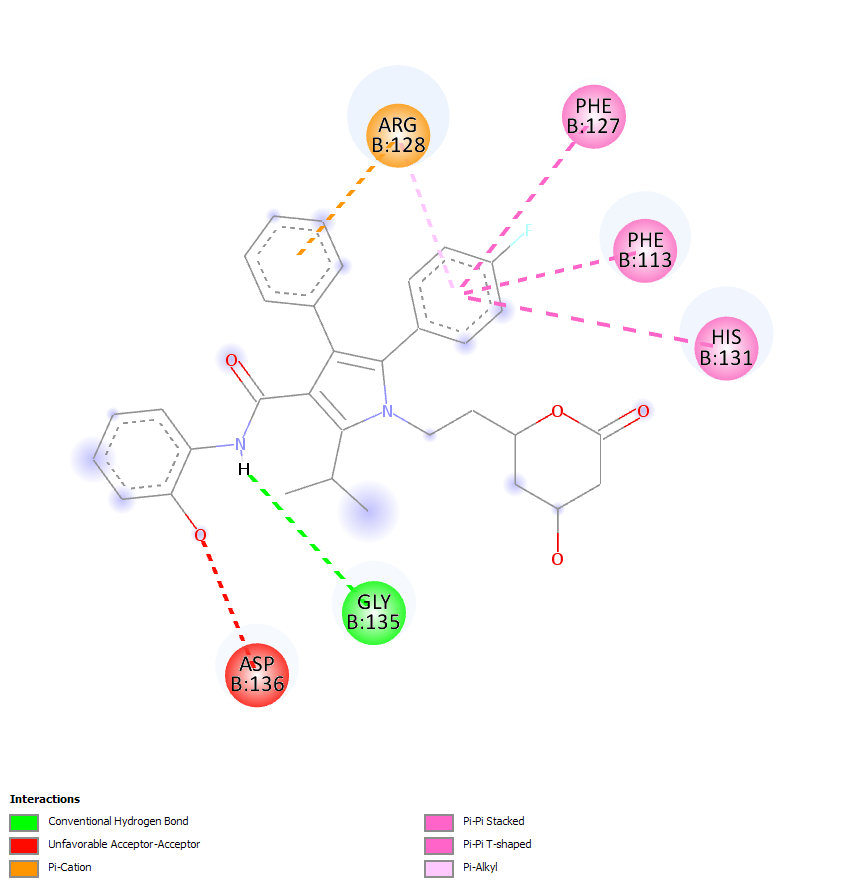 PHE
B:127
ARG
B:128
F
PHE
B:113
HIS
B:131
O
N
O
O
N
H
O
O
GLY
B:135
ASP
B:136
Interactions
Conventional Hydrogen Bond
Unfavorable Acceptor-Acceptor
Pi-Cation
Pi-Pi Stacked
Pi-Pi T-shaped
Pi-Alkyl